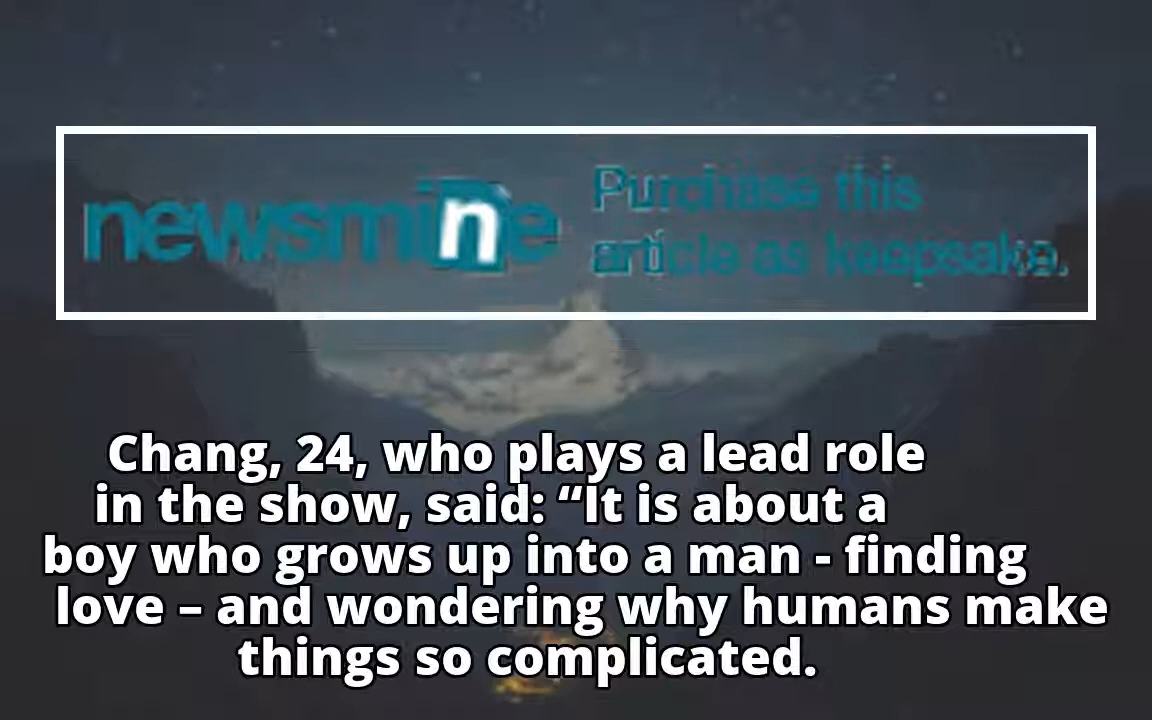 newsmine
Purchase this
article as keepsake.
Chang, 24, who plays a lead role
in the show, said: “It is about a
boy who grows up into a man - finding
love – and wondering why humans make
things so complicated.